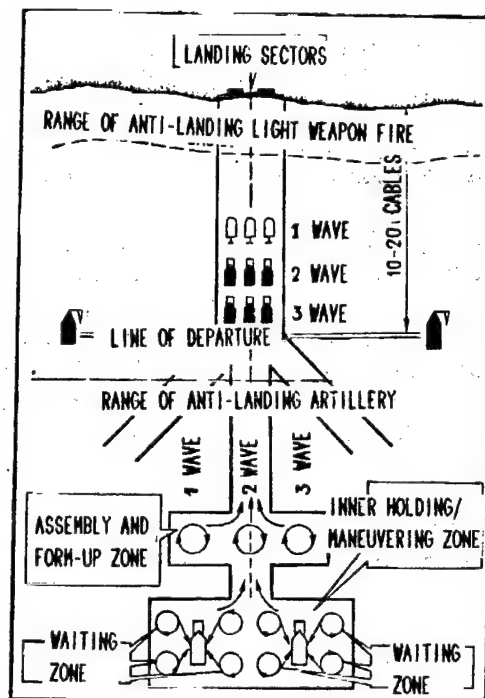 LANDING SECTORS
RANGE OF ANTI-LANDING LIGHT WEAPON FIRE
10-20 CABLES
1 WAVE
2 WAVE
3 WAVE
LINE OF DEPARTURE
RANGE OF ANTI-LANDING ARTILLERY
1 WAVE
2 WAVE
3 WAVE
ASSEMBLY AND
FORM-UP ZONE
INNER HOLDING/
MANEUVERING ZONE
WAITING
ZONE
WAITING
ZONE